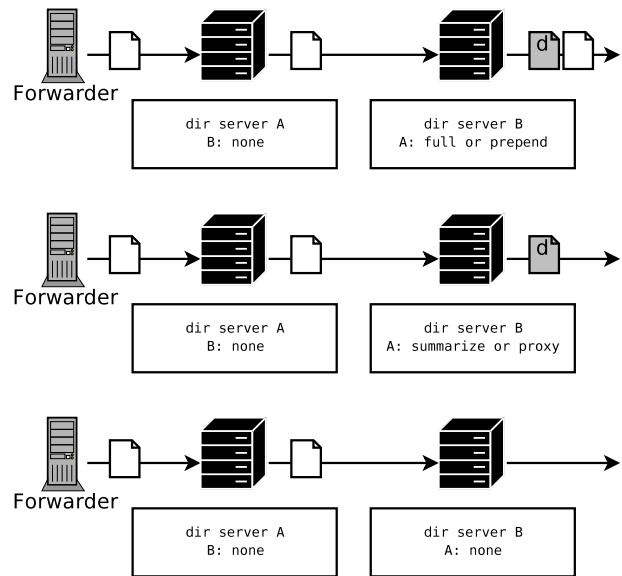 d
Forwarder
dir server A
B: none
dir server B
A: full or prepend
d
Forwarder
dir server A
B: none
dir server B
A: summarize or proxy
Forwarder
dir server A
B: none
dir server B
A: none